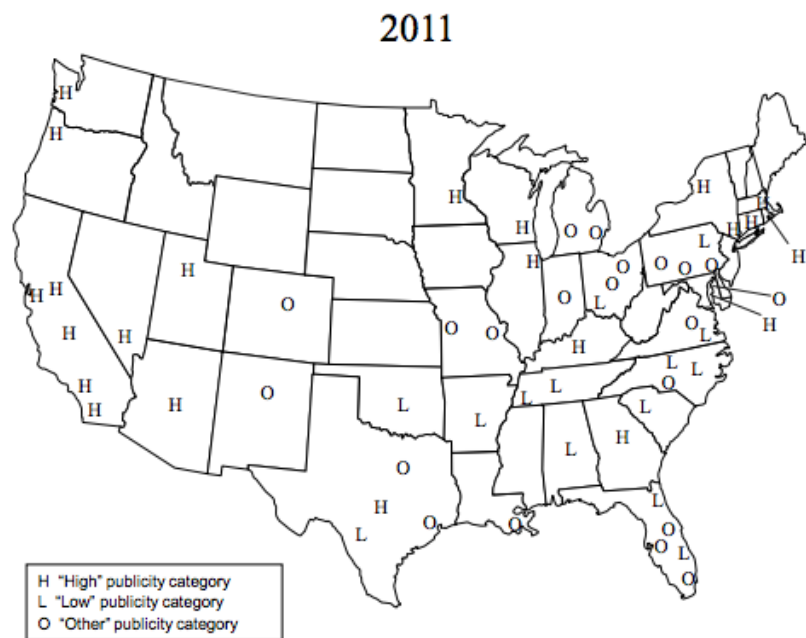 2011
H
H
H
H
L
H H
H
O O
L
H
H
O O O
O
H
O
H H
O
O
L
O
H
O L
O O
H
H
H
L L
O
H
L
O
L
H
H
L
L
L
H
L
O
L
H
O
O
O
L
O
L
O
H "High" publicity category
L "Low" publicity category
O "Other" publicity category